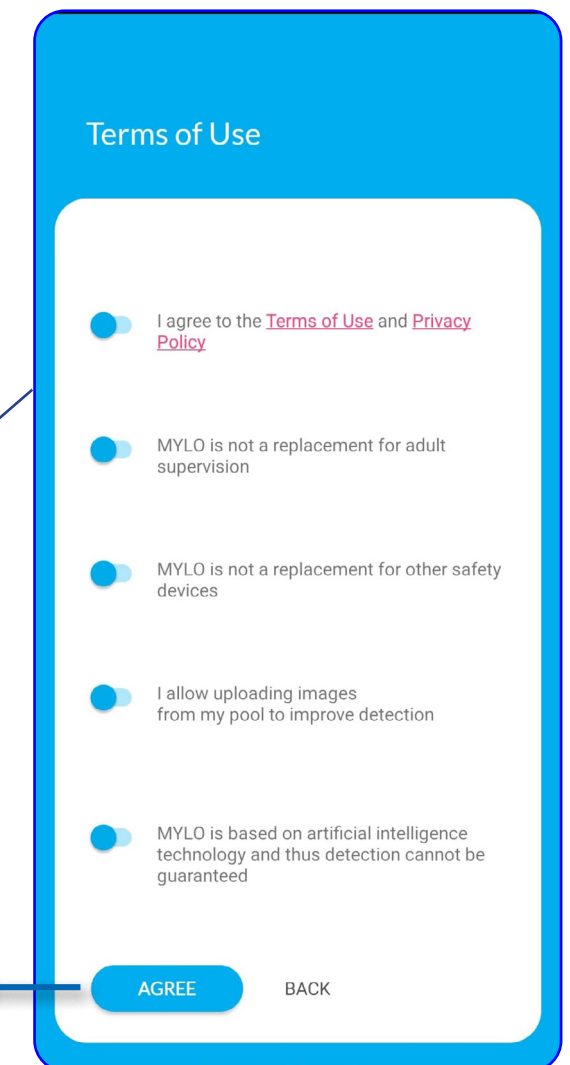 Terms of Use
I agree to the Terms of Use and Privacy
Policy
MYLO is not a replacement for adult
supervision
MYLO is not a replacement for other safety
devices
I allow uploading images
from my pool to improve detection
MYLO is based on artificial intelligence
technology and thus detection cannot be
guaranteed
AGREE BACK